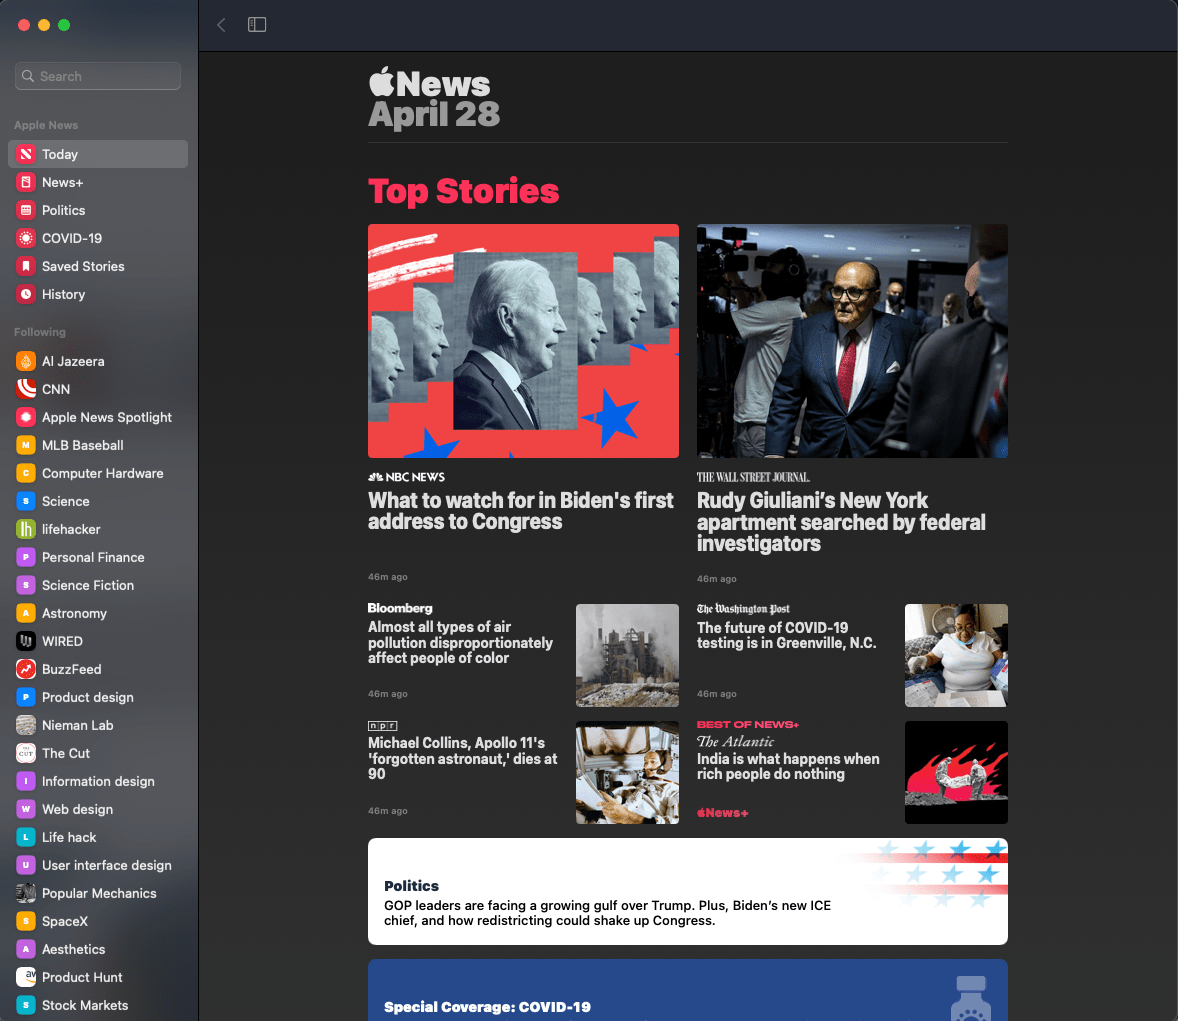 Search
Apple News
Today
News+
Politics
COVID-19
Saved Stories
History
Following
Al Jazeera
CNN
Apple News Spotlight
M MLB Baseball
C Computer Hardware
S Science
lh lifehacker
P Personal Finance
S Science Fiction
A Astronomy
WIRED
BuzzFeed
P Product design
Nieman Lab
THE CUT The Cut
I Information design
W Web design
L Life hack
U User interface design
Popular Mechanics
S SpaceX
A Aesthetics
av Product Hunt
S Stock Markets
News
April 28
Top Stories
NBC NEWS
What to watch for in Biden's first
address to Congress
46m ago
THE WALL STREET JOURNAL.
Rudy Giuliani’s New York
apartment searched by federal
investigators
46m ago
Bloomberg
Almost all types of air
pollution disproportionately
affect people of color
46m ago
The Washington Post
The future of COVID-19
testing is in Greenville, N.C.
46m ago
npr
Michael Collins, Apollo 11's
'forgotten astronaut,' dies at
90
46m ago
BEST OF NEWS+
The Atlantic
India is what happens when
rich people do nothing
News+
Politics
GOP leaders are facing a growing gulf over Trump. Plus, Biden’s new ICE
chief, and how redistricting could shake up Congress.
Special Coverage: COVID-19